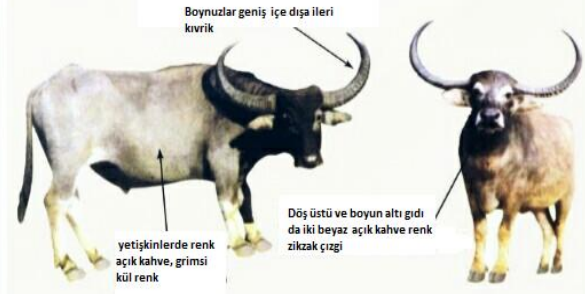 Boynuzlar geniş içe dışa ileri
kıvrik
Döş üstü ve boyun altı gıdı
da iki beyaz açık kahve renk
zikzak çızgi
yetişkinlerde renk
açık kahve, grimsi
kül renk